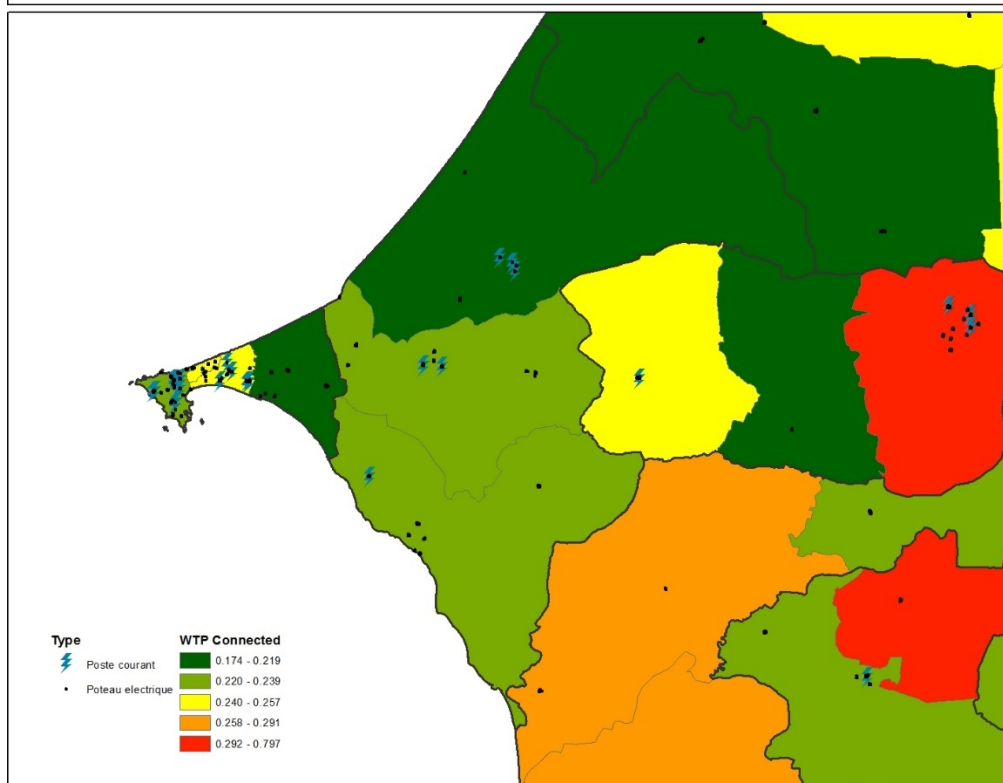 Type
Poste courant
Poteau electrique
WTP Connected
0.174 - 0.219
0.220 - 0.239
0.240 - 0.257
0.258 - 0.291
0.292 - 0.797